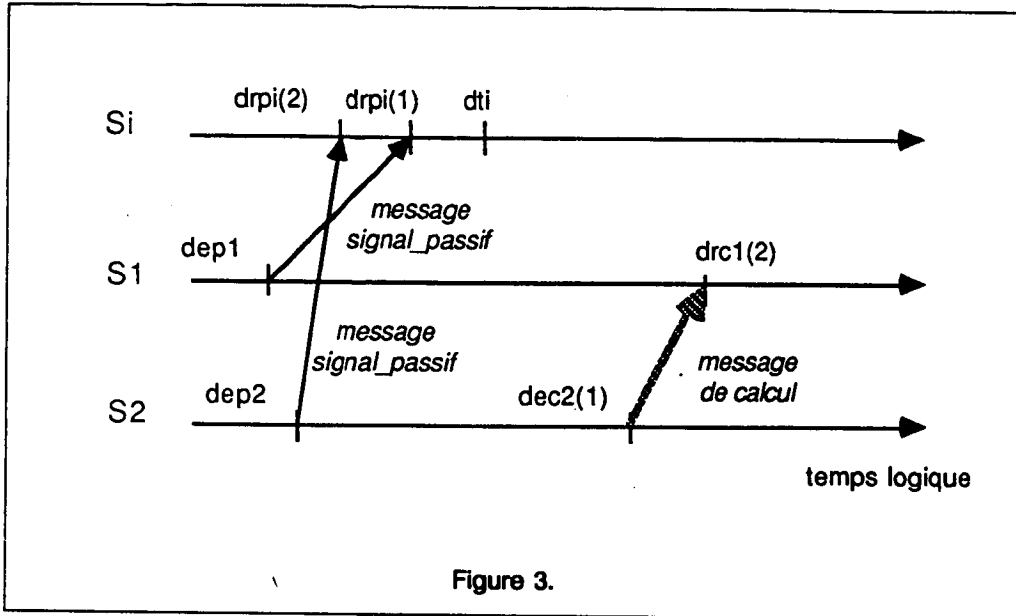 drpi(2) drpi(1) dti
Si
message
signal_passif
dep1
drc1(2)
S1
message
signal_passif
message
de calcul
dep2
dec2(1)
S2
temps logique
Figure 3.